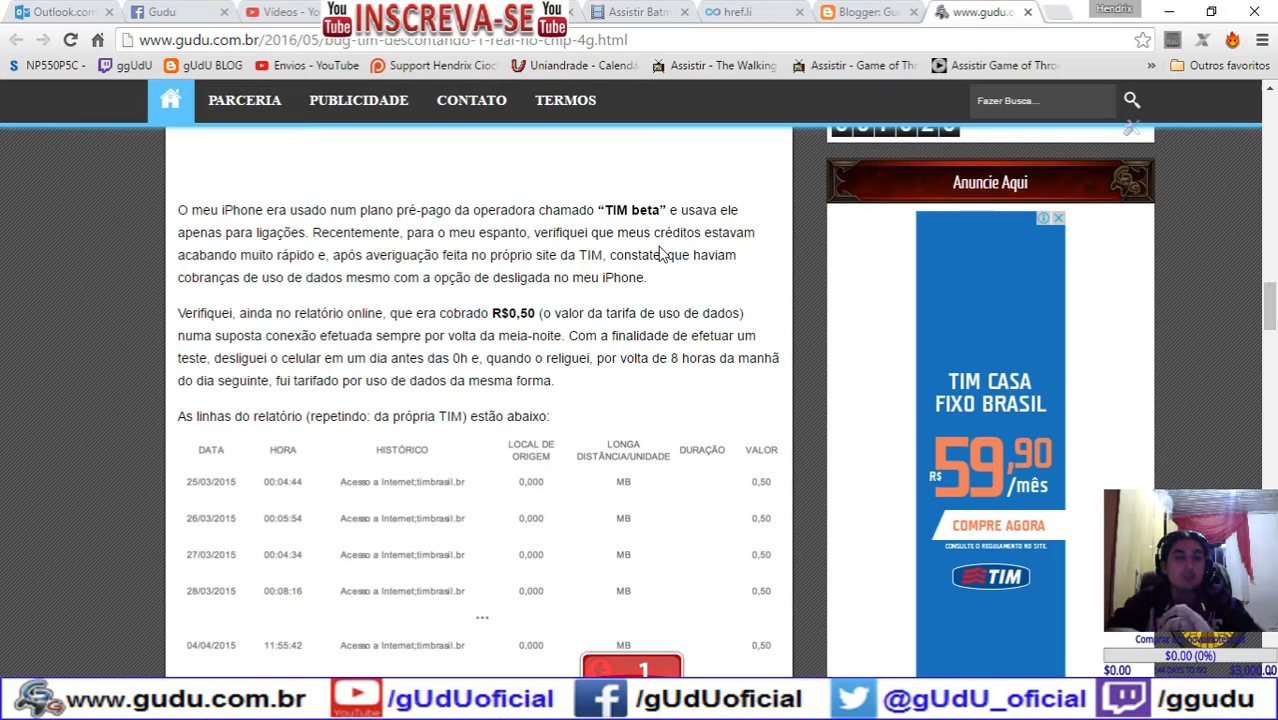 Outlook.com
Gudu
Vídeos - Yo
You Tube
INSCREVA-SE
You Tube
Assistir Batm
href.li
Blogger: Gu
www.gudu.c
Hendrix
www.gudu.com.br/2016/05/bug-tim-descontando-1-real-no-chip-4g.html
NP550P5C -
ggUdU
gUdU BLOG
Envios - YouTube
Support Hendrix Cioc
Uniandrade - Calendá
Assistir - The Walking
Assistir - Game of Thr
Assistir Game of Thro
»
Outros favoritos
PARCERIA
PUBLICIDADE
CONTATO
TERMOS
Fazer Busca...
Anuncie Aqui
O meu iPhone era usado num plano pré-pago da operadora chamado “TIM beta” e usava ele
apenas para ligações. Recentemente, para o meu espanto, verifiquei que meus créditos estavam
acabando muito rápido e, após averiguação feita no próprio site da TIM, constatei que haviam
cobranças de uso de dados mesmo com a opção de desligada no meu iPhone.
Verifiquei, ainda no relatório online, que era cobrado R$0,50 (o valor da tarifa de uso de dados)
numa suposta conexão efetuada sempre por volta da meia-noite. Com a finalidade de efetuar um
teste, desliguei o celular em um dia antes das 0h e, quando o religuei, por volta de 8 horas da manhã
do dia seguinte, fui tarifado por uso de dados da mesma forma.
As linhas do relatório (repetindo: da própria TIM) estão abaixo:
DATA HORA HISTÓRICO LOCAL DE ORIGEM LONGA DISTÂNCIA/UNIDADE DURAÇÃO VALOR
25/03/2015 00:04:44 Acesso a Internet;timbrasil.br 0,000 MB 0,50
26/03/2015 00:05:54 Acesso a Internet;timbrasil.br 0,000 MB 0,50
27/03/2015 00:04:34 Acesso a Internet;timbrasil.br 0,000 MB 0,50
28/03/2015 00:08:16 Acesso a Internet;timbrasil.br 0,000 MB 0,50
...
04/04/2015 11:55:42 Acesso a Internet;timbrasil.br 0,000 MB 0,50
TIM CASA
FIXO BRASIL
R$ 59,90
/mês
COMPRE AGORA
CONSULTE O REGULAMENTO NO SITE.
TIM
1
$0.00 (0%)
$0.00
www.gudu.com.br
YouTube
/gUdUoficial
/gUdUoficial
@gUdU_oficial
/ggudu